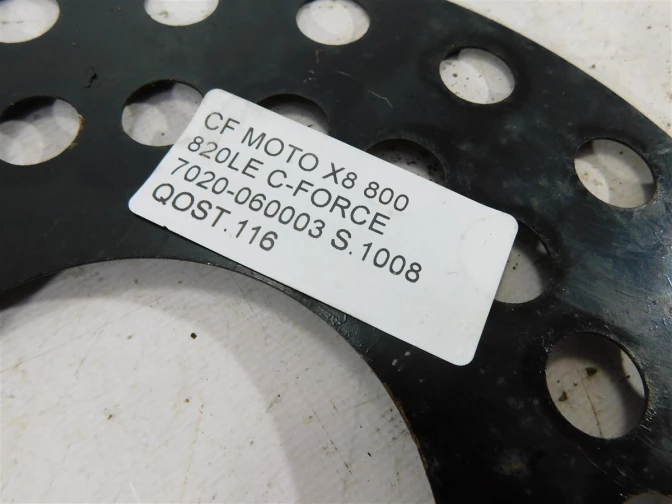 CF MOTO X8 800
820LE C-FORCE
7020-060003 S.1008
QOST.116